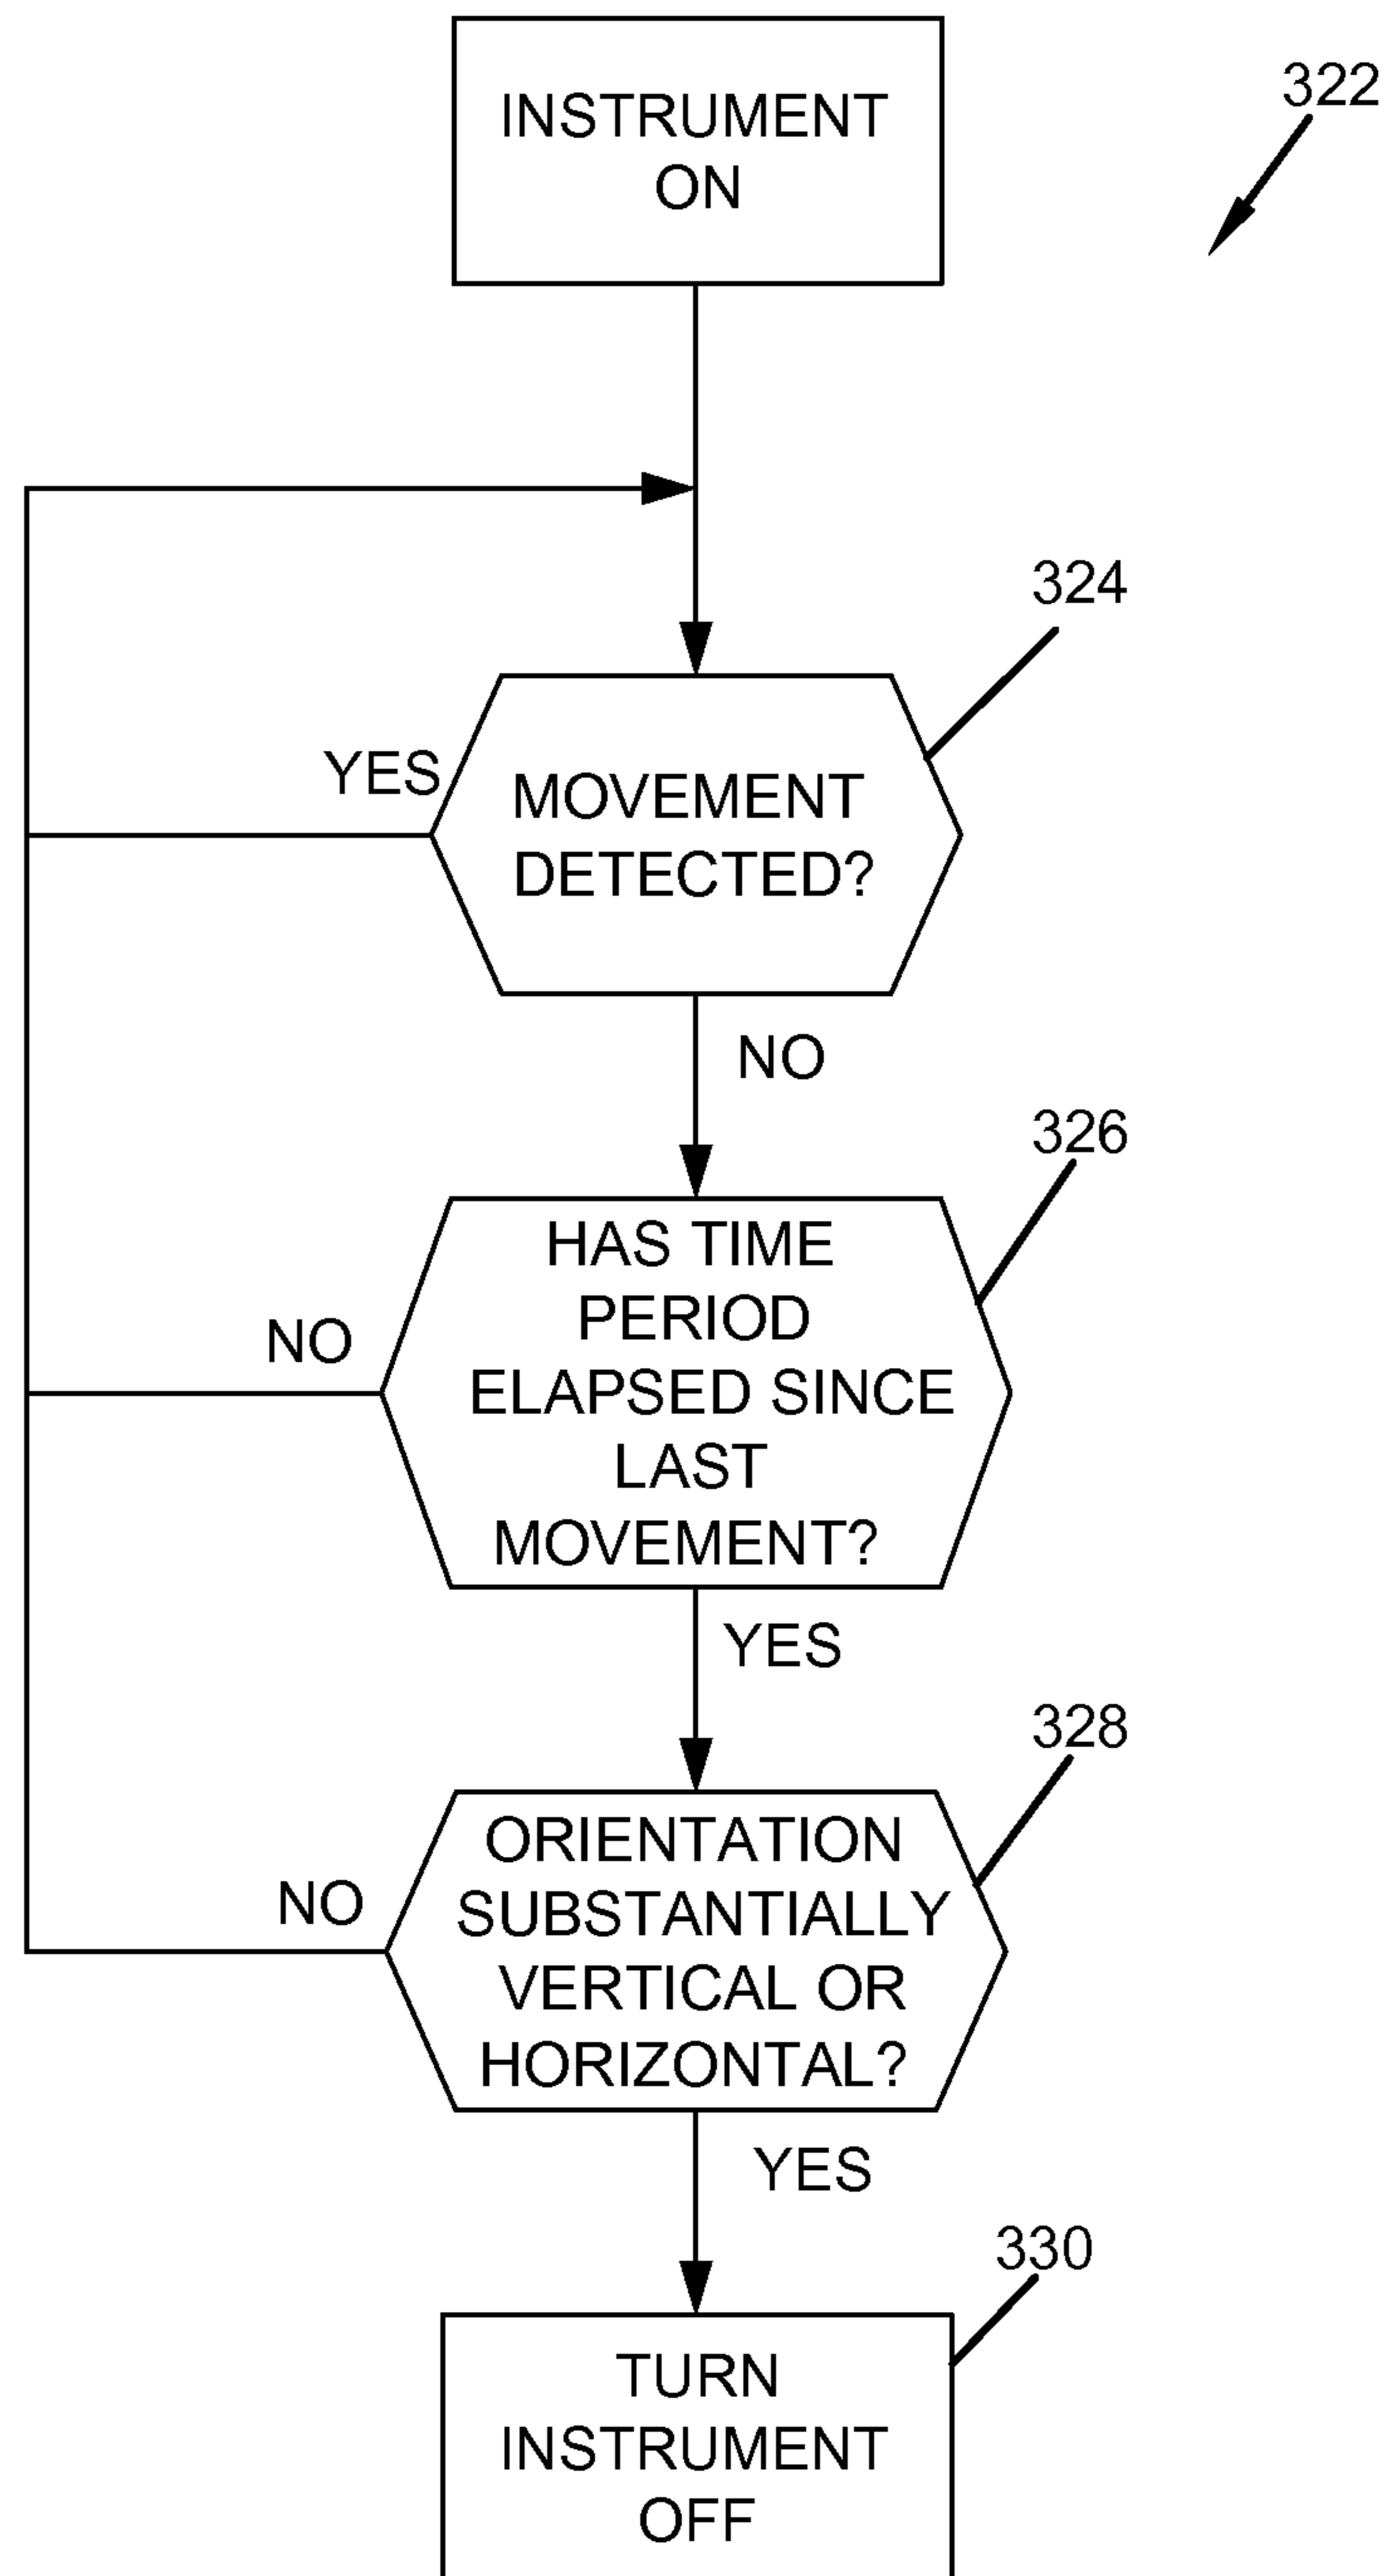 INSTRUMENT
ON
322
324
YES
MOVEMENT
DETECTED?
NO
326
HAS TIME
PERIOD
NO
ELAPSED SINCE
LAST
MOVEMENT?
YES
328
ORIENTATION
NO
SUBSTANTIALLY
VERTICAL OR
HORIZONTAL?
YES
330
TURN
INSTRUMENT
OFF